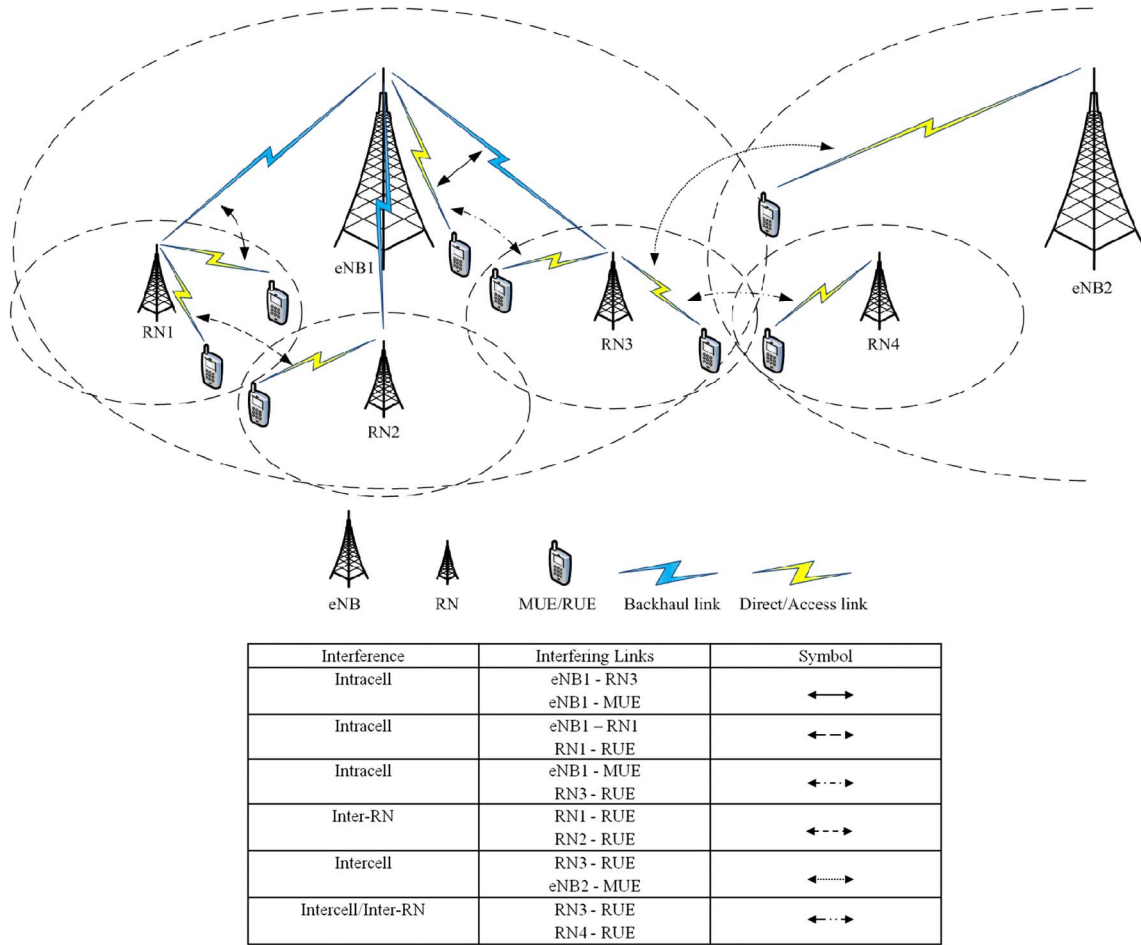 eNB1
eNB2
RN1
RN3
RN4
RN2
eNB
RN
MUE/RUE
Backhaul link
Direct/Access link
Interference Interfering Links Symbol
Intracell eNB1 - RN3
eNB1 - MUE
Intracell eNB1 – RN1
RN1 - RUE
Intracell eNB1 - MUE
RN3 - RUE
Inter-RN RN1 - RUE
RN2 - RUE
Intercell RN3 - RUE
eNB2 - MUE
Intercell/Inter-RN RN3 - RUE
RN4 - RUE